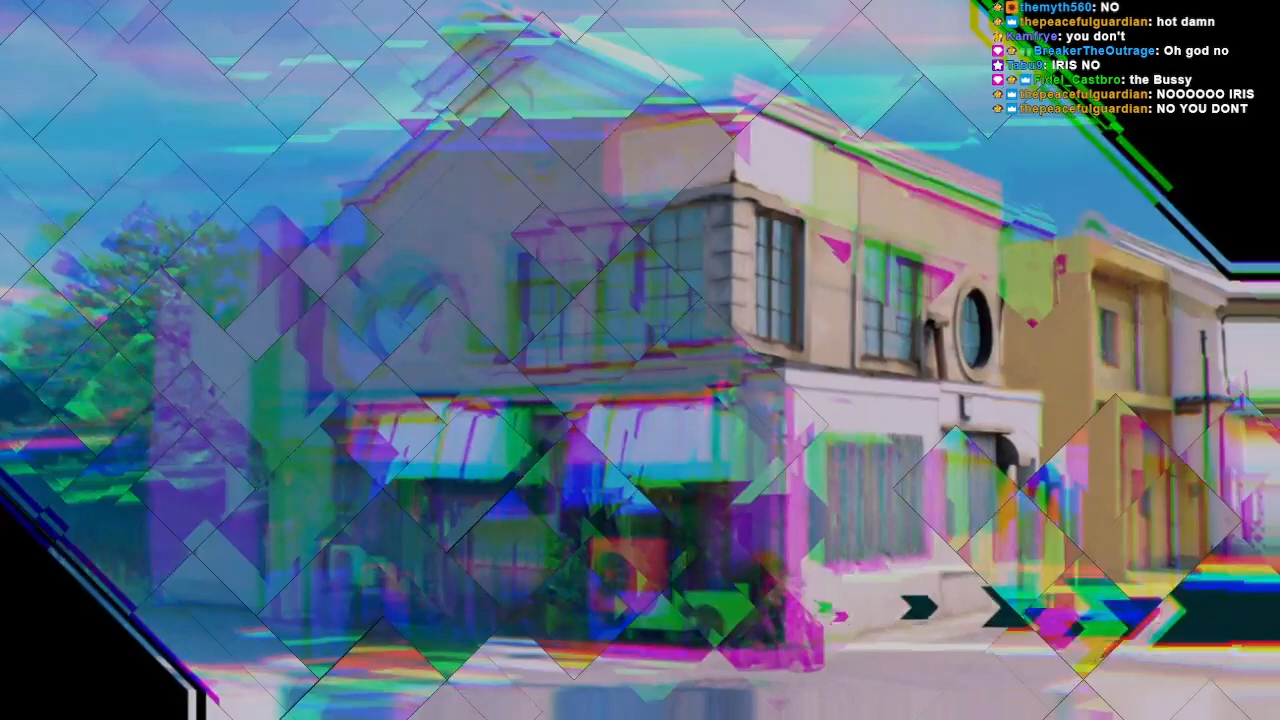 themyth560: NO
thepeacefulguardian: hot damn
Kamfrye: you don't
BreakerTheOutrage: Oh god no
Tabu9: IRIS NO
Fidel_Castbro: the Bussy
thepeacefulguardian: NOOOOOO IRIS
thepeacefulguardian: NO YOU DONT